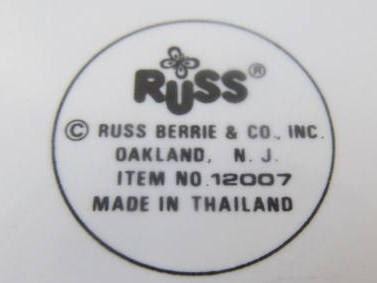 RUSS®
© RUSS BERRIE & CO., INC.
OAKLAND, N. J.
ITEM NO. 12007
MADE IN THAILAND